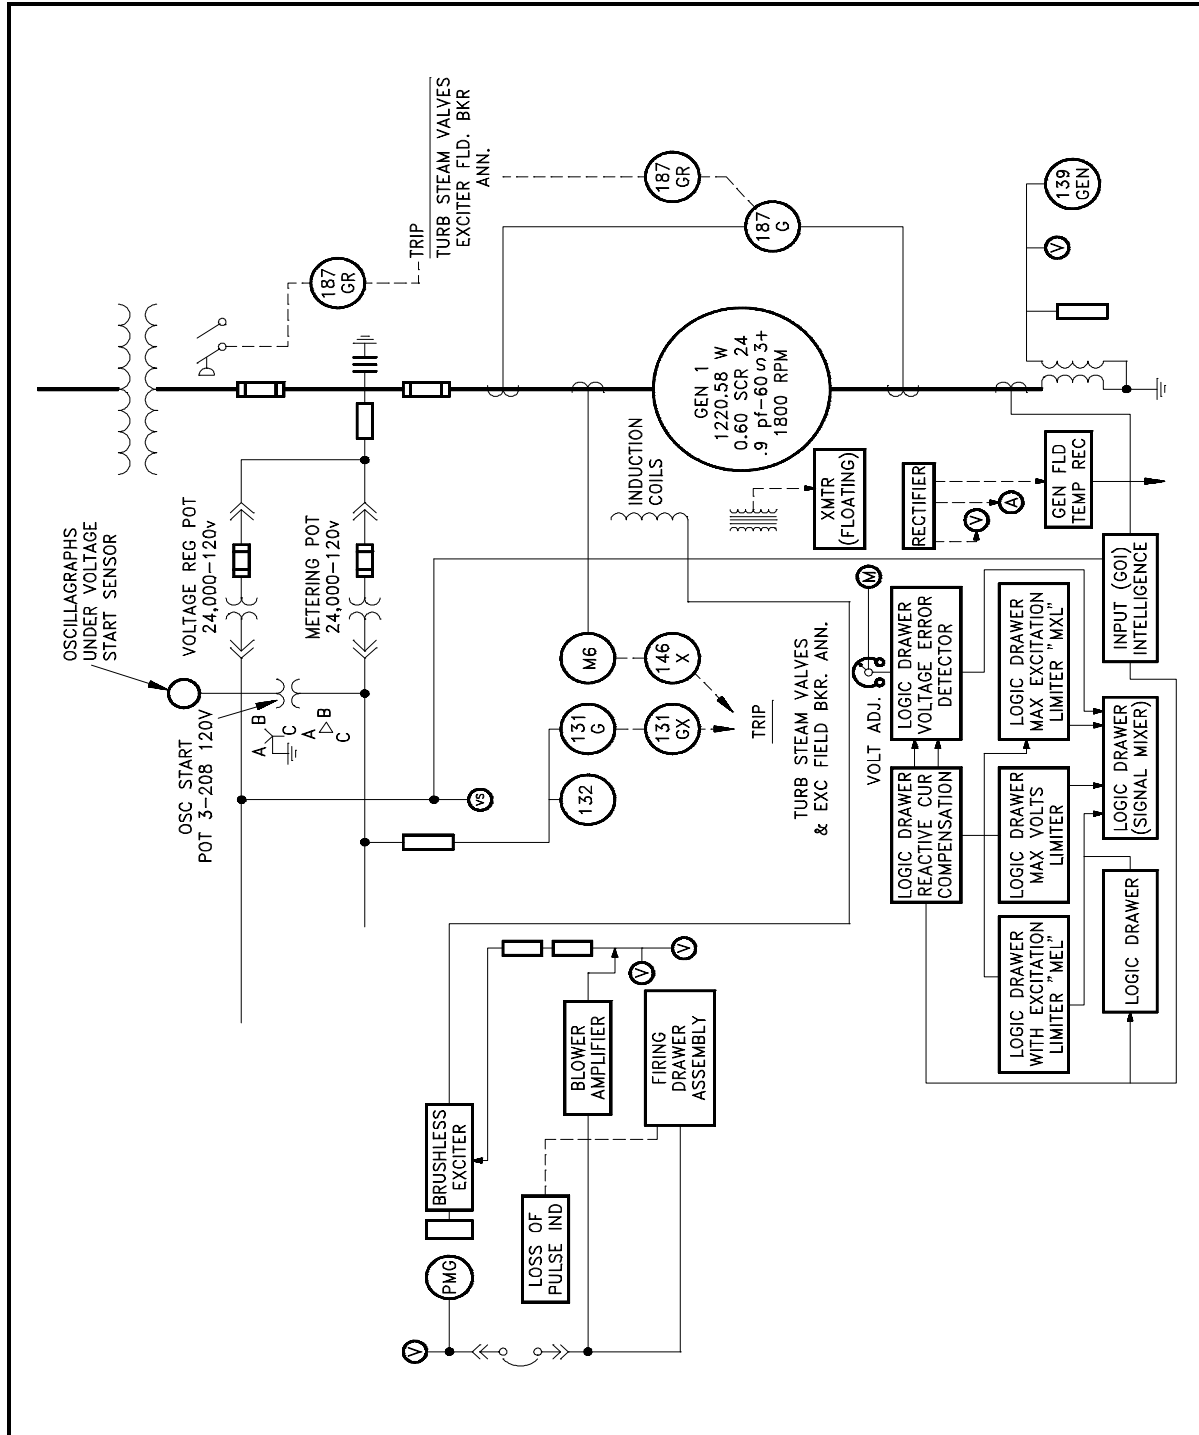 OSCILLAGRAPHS
UNDER VOLTAGE
START SENSOR
VOLTAGE REG POT
24,000-120v
METERING POT
24,000-120v
OSC START
POT 3-208 120V
A
B
C
A
B
C
VS
187
GR
TRIP
TURB STEAM VALVES
EXCITER FLD. BKR
ANN.
187
GR
187
G
139
GEN
V
GEN 1
1220.58 W
0.60 SCR 24
.9 pf-60 S 3+
1800 RPM
INDUCTION
COILS
XMTR
(FLOATING)
RECTIFIER
V
A
GEN FLD
TEMP REC
INPUT (GOI)
INTELLIGENCE
M6
146
X
131
G
131
GX
132
TRIP
TURB STEAM VALVES
& EXC FIELD BKR. ANN.
VOLT ADJ.
M
LOGIC DRAWER
VOLTAGE ERROR
DETECTOR
LOGIC DRAWER
REACTIVE CUR
COMPENSATION
LOGIC DRAWER
MAX EXCITATION
LIMITER "MXL"
LOGIC DRAWER
MAX VOLTS
LIMITER
LOGIC DRAWER
WITH EXCITATION
LIMITER "MEL"
LOGIC DRAWER
(SIGNAL MIXER)
LOGIC DRAWER
BRUSHLESS
EXCITER
PMG
V
BLOWER
AMPLIFIER
V
V
FIRING
DRAWER
ASSEMBLY
LOSS OF
PULSE IND